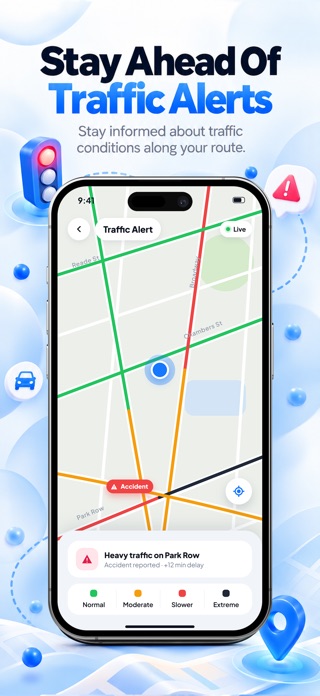 Stay Ahead Of
Traffic Alerts
Stay informed about traffic
conditions along your route.
9:41
Traffic Alert
Live
Reade St
Broadway
Chambers St
Accident
Park Row
Heavy traffic on Park Row
Accident reported · +12 min delay
Normal
Moderate
Slower
Extreme